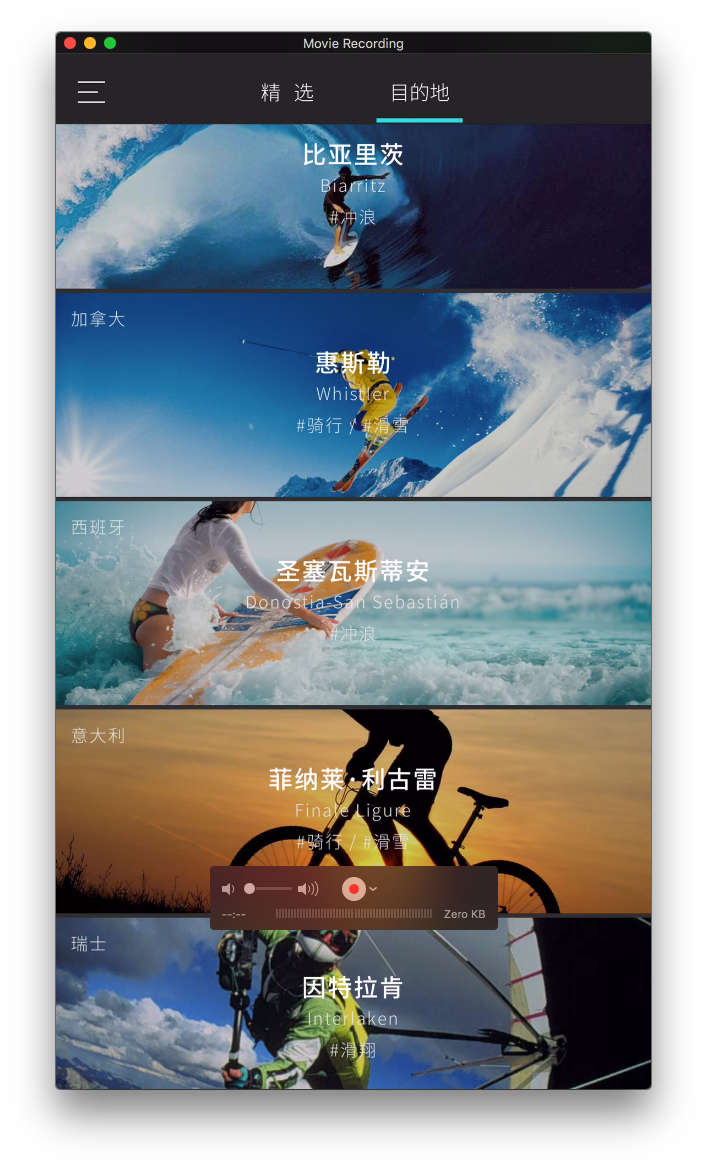 Movie Recording
精 选
目的地
比亚里茨
Biarritz
#冲浪
加拿大
惠斯勒
Whistler
#骑行 / #滑雪
西班牙
圣塞瓦斯蒂安
Donostia-San Sebastián
#冲浪
意大利
菲纳莱·利古雷
Finale Ligure
#骑行 / #滑雪
--:--
Zero KB
瑞士
因特拉肯
Interlaken
#滑翔